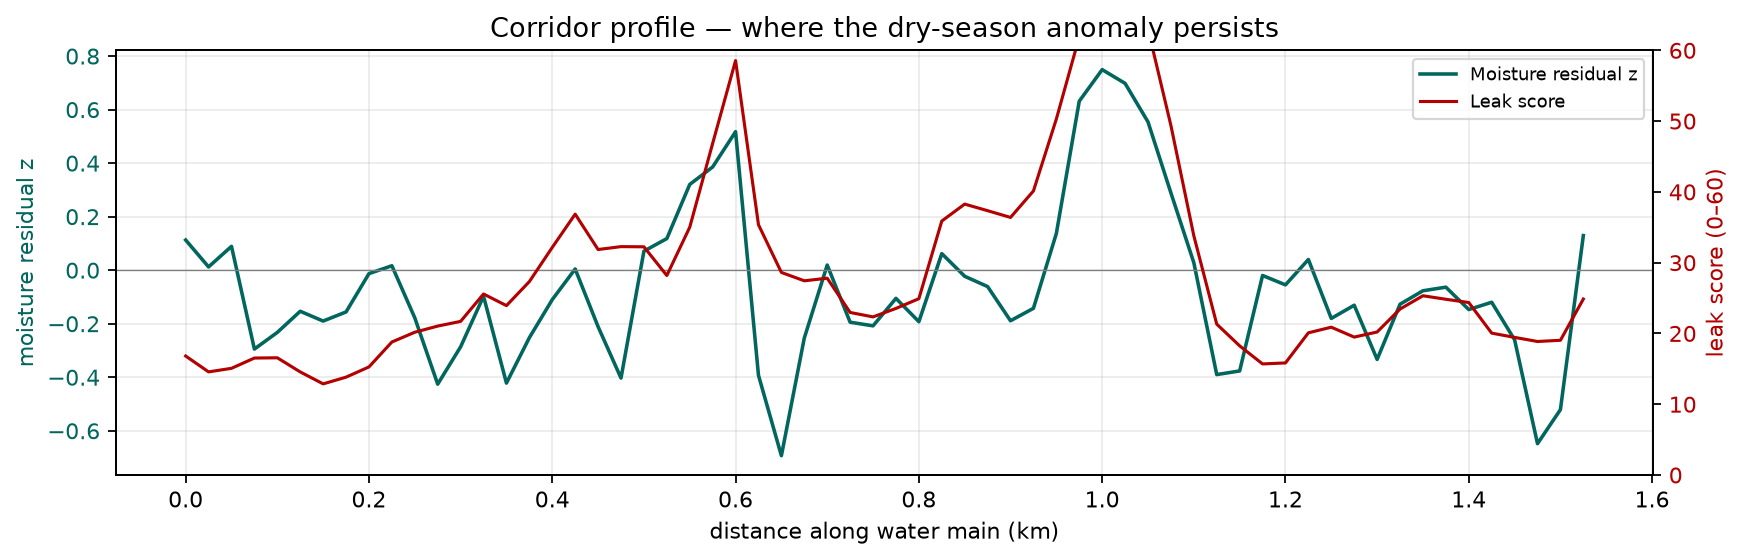 Corridor profile — where the dry-season anomaly persists
0.8
0.6
0.4
0.2
0.0
−0.2
−0.4
−0.6
moisture residual z
Moisture residual z
Leak score
60
50
40
30
20
10
0
leak score (0–60)
0.0 0.2 0.4 0.6 0.8 1.0 1.2 1.4 1.6
distance along water main (km)